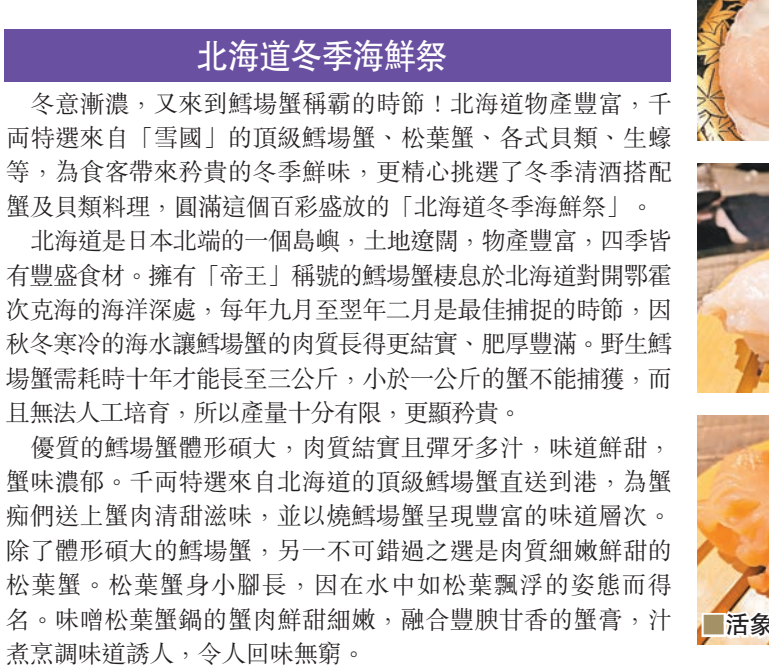 北海道冬季海鮮祭
冬意漸濃，又來到鱈場蟹稱霸的時節！北海道物產豐富，千
両特選來自「雪國」的頂級鱈場蟹、松葉蟹、各式貝類、生蠔
等，為食客帶來矜貴的冬季鮮味，更精心挑選了冬季清酒搭配
蟹及貝類料理，圓滿這個百彩盛放的「北海道冬季海鮮祭」。
北海道是日本北端的一個島嶼，土地遼闊，物產豐富，四季皆
有豐盛食材。擁有「帝王」稱號的鱈場蟹棲息於北海道對開鄂霍
次克海的海洋深處，每年九月至翌年二月是最佳捕捉的時節，因
秋冬寒冷的海水讓鱈場蟹的肉質長得更結實、肥厚豐滿。野生鱈
場蟹需耗時十年才能長至三公斤，小於一公斤的蟹不能捕獲，而
且無法人工培育，所以產量十分有限，更顯矜貴。
優質的鱈場蟹體形碩大，肉質結實且彈牙多汁，味道鮮甜，
蟹味濃郁。千両特選來自北海道的頂級鱈場蟹直送到港，為蟹
痴們送上蟹肉清甜滋味，並以燒鱈場蟹呈現豐富的味道層次。
除了體形碩大的鱈場蟹，另一不可錯過之選是肉質細嫩鮮甜的
松葉蟹。松葉蟹身小腳長，因在水中如松葉飄浮的姿態而得
名。味噌松葉蟹鍋的蟹肉鮮甜細嫩，融合豐腴甘香的蟹膏，汁
煮烹調味道誘人，令人回味無窮。
■活象